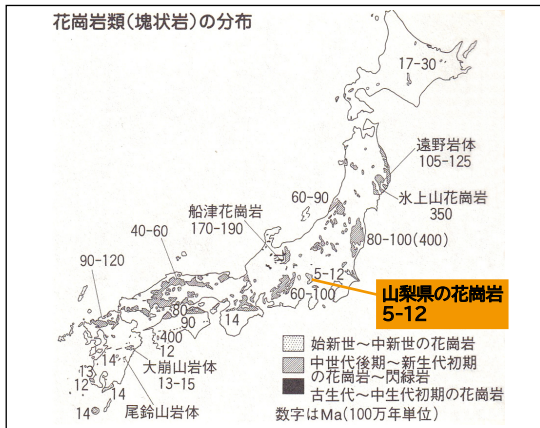 花崗岩類(塊状岩)の分布
17-30
遠野岩体
105-125
氷上山花崗岩
350
60-90
船津花崗岩
170-190
40-60
80-100(400)
90-120
5-12
山梨県の花崗岩
5-12
60-100
80
90
14
400
12
大崩山岩体
13-15
14
13
12
14
尾鈴山岩体
14
始新世~中新世の花崗岩
中世代後期~新生代初期
の花崗岩~閃緑岩
古生代~中生代初期の花崗岩
数字はMa(100万年単位)